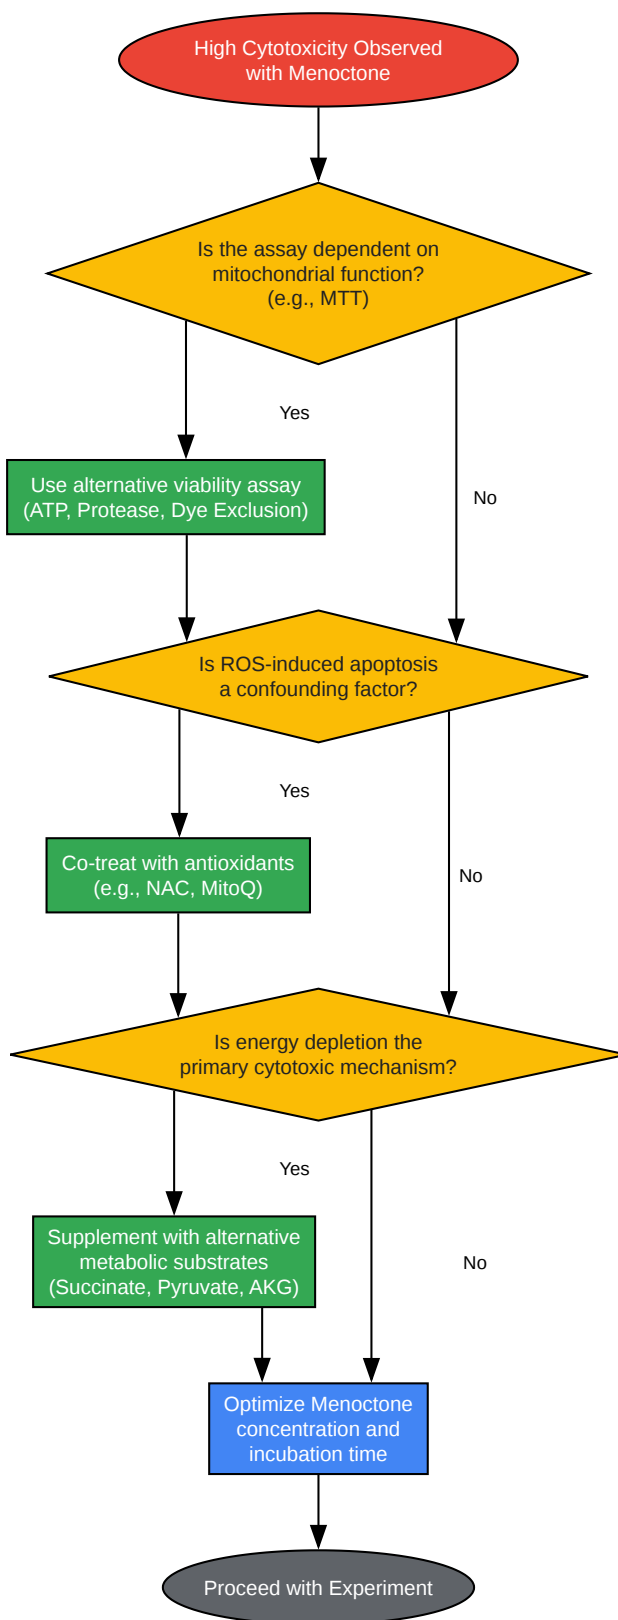 High Cytotoxicity Observed
with Menoctone
Is the assay dependent on
mitochondrial function?
(e.g., MTT)
Yes
Use alternative viability assay
(ATP, Protease, Dye Exclusion)
No
Is ROS-induced apoptosis
a confounding factor?
Yes
Co-treat with antioxidants
(e.g., NAC, MitoQ)
No
Is energy depletion the
primary cytotoxic mechanism?
Yes
Supplement with alternative
metabolic substrates
(Succinate, Pyruvate, AKG)
No
Optimize Menoctone
concentration and
incubation time
Proceed with Experiment